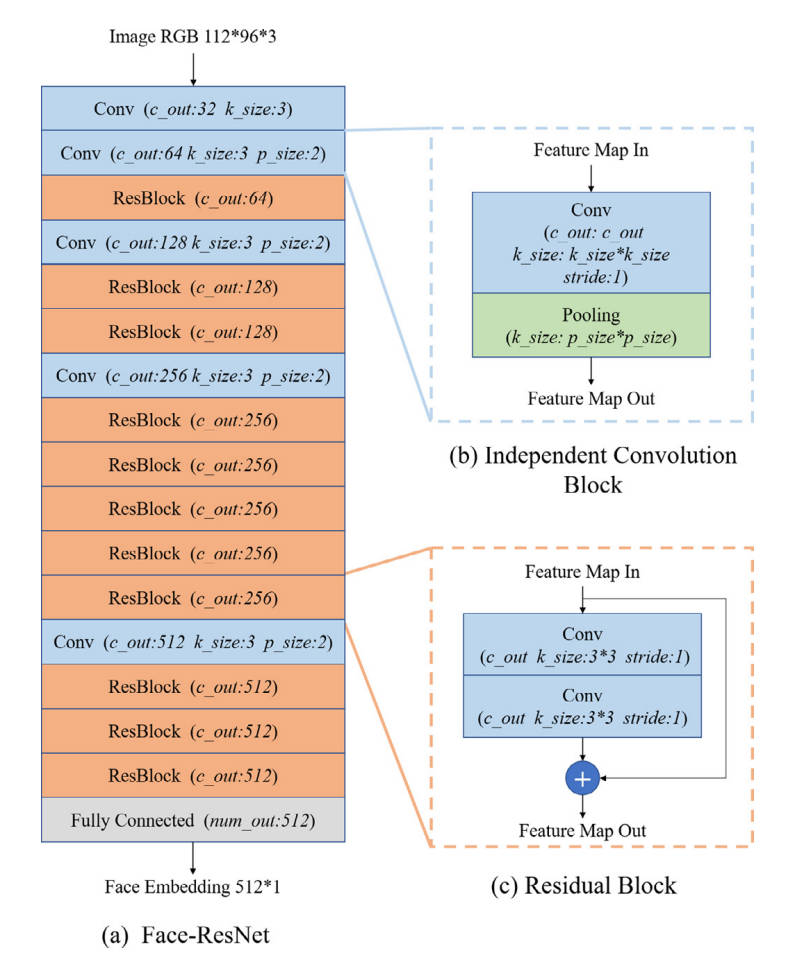 Image RGB 112*96*3
Conv (c_out:32 k_size:3)
Conv (c_out:64 k_size:3 p_size:2)
ResBlock (c_out:64)
Conv (c_out:128 k_size:3 p_size:2)
ResBlock (c_out:128)
ResBlock (c_out:128)
Conv (c_out:256 k_size:3 p_size:2)
ResBlock (c_out:256)
ResBlock (c_out:256)
ResBlock (c_out:256)
ResBlock (c_out:256)
ResBlock (c_out:256)
Conv (c_out:512 k_size:3 p_size:2)
ResBlock (c_out:512)
ResBlock (c_out:512)
ResBlock (c_out:512)
Fully Connected (num_out:512)
Face Embedding 512*1
(a) Face-ResNet
Feature Map In
Conv
(c_out: c_out
k_size: k_size*k_size
stride:1)
Pooling
(k_size: p_size*p_size)
Feature Map Out
(b) Independent Convolution
Block
Feature Map In
Conv
(c_out k_size:3*3 stride:1)
Conv
(c_out k_size:3*3 stride:1)
+
Feature Map Out
(c) Residual Block